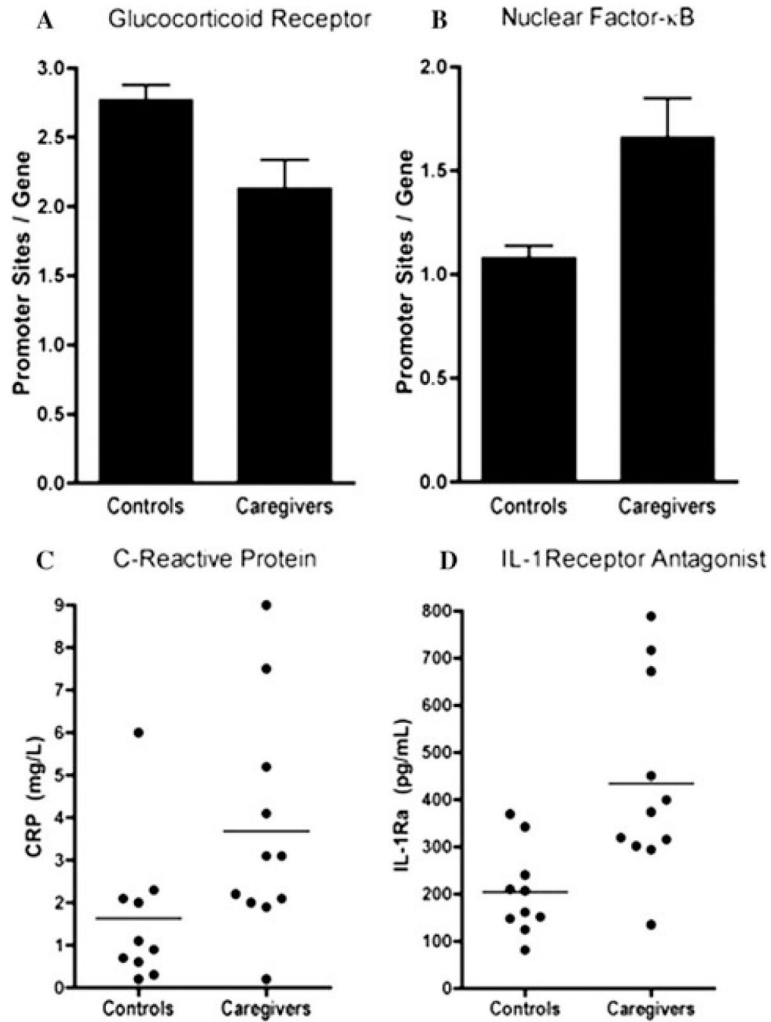 A Glucocorticoid Receptor
Promoter Sites / Gene
3.0
2.5
2.0
1.5
1.0
0.5
0.0
Controls Caregivers
B Nuclear Factor-κB
Promoter Sites / Gene
2.0
1.5
1.0
0.5
0.0
Controls Caregivers
C C-Reactive Protein
CRP (mg/L)
9
8
7
6
5
4
3
2
1
0
Controls Caregivers
D IL-1Receptor Antagonist
IL-1Ra (pg/mL)
800
700
600
500
400
300
200
100
0
Controls Caregivers